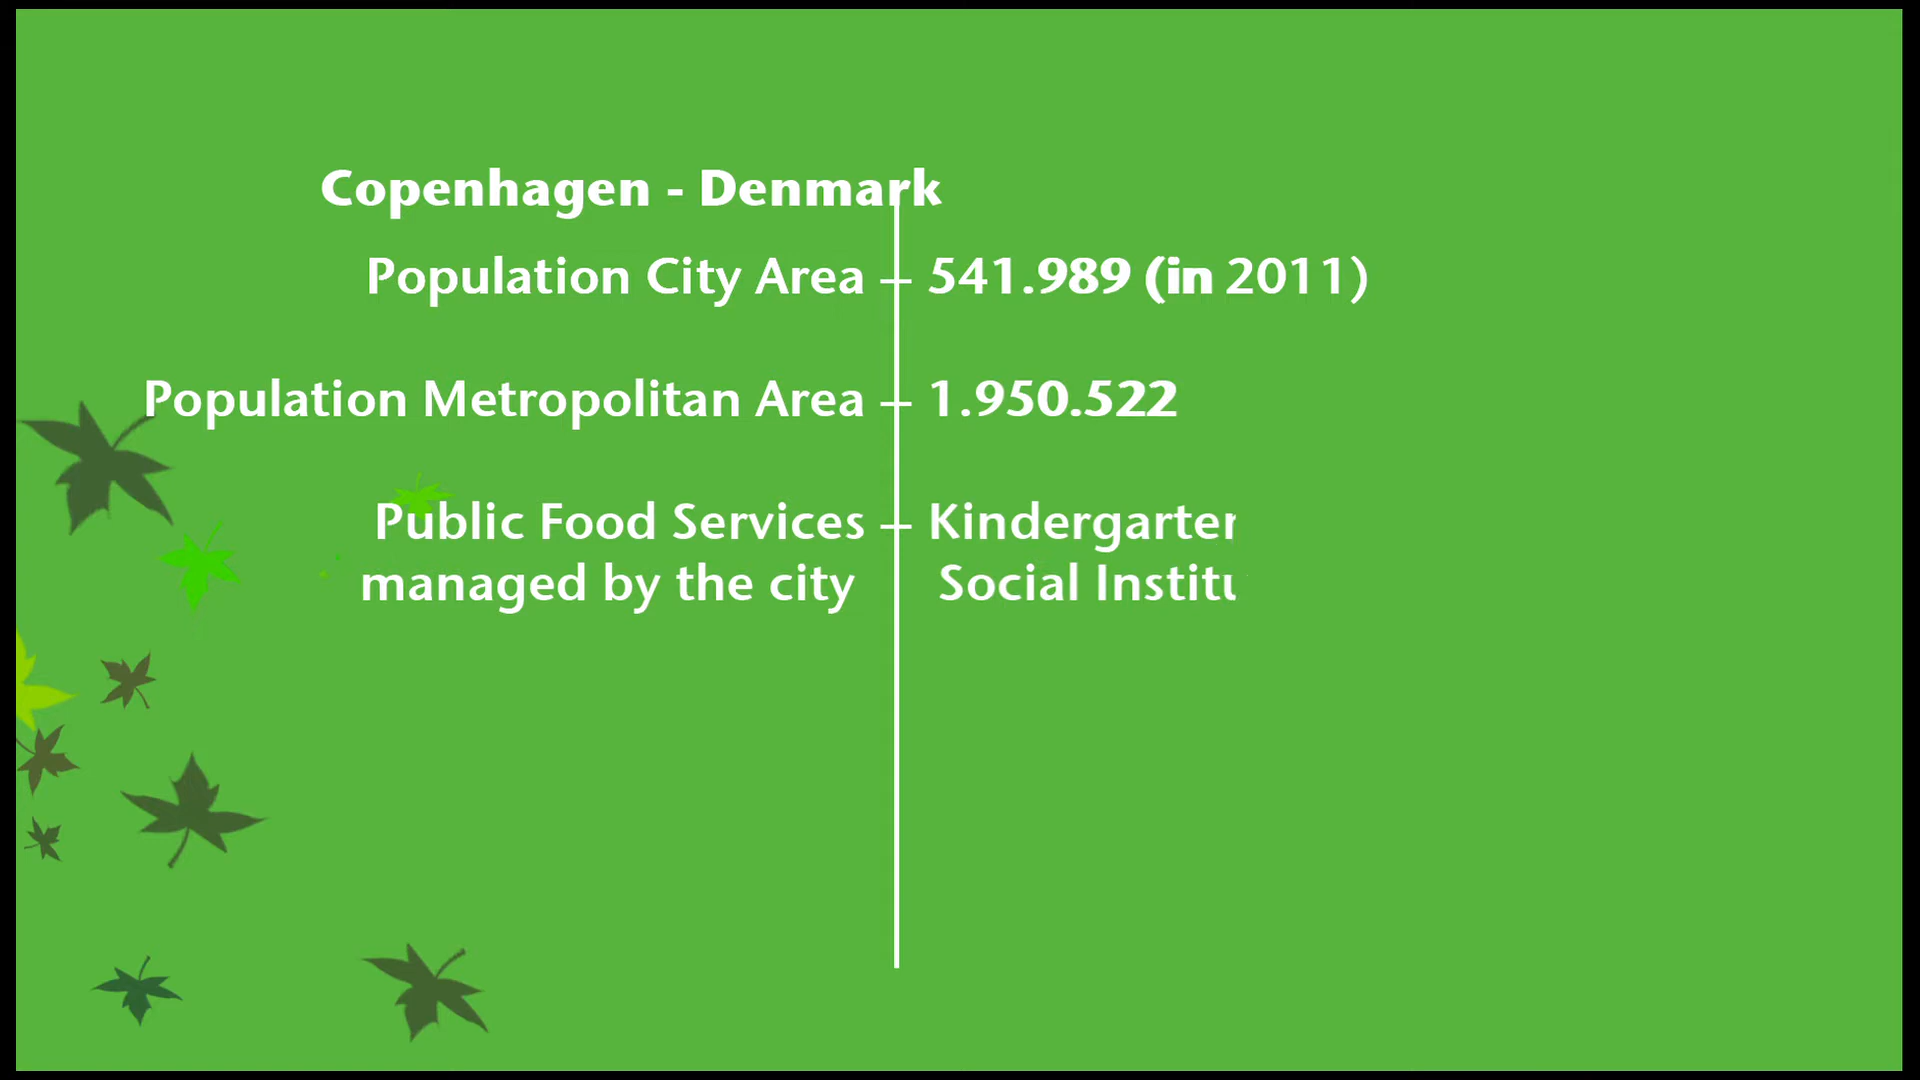 Copenhagen - Denmark
Population City Area 541.989 (in 2011)
Population Metropolitan Area 1.950.522
Public Food Services
managed by the city Social